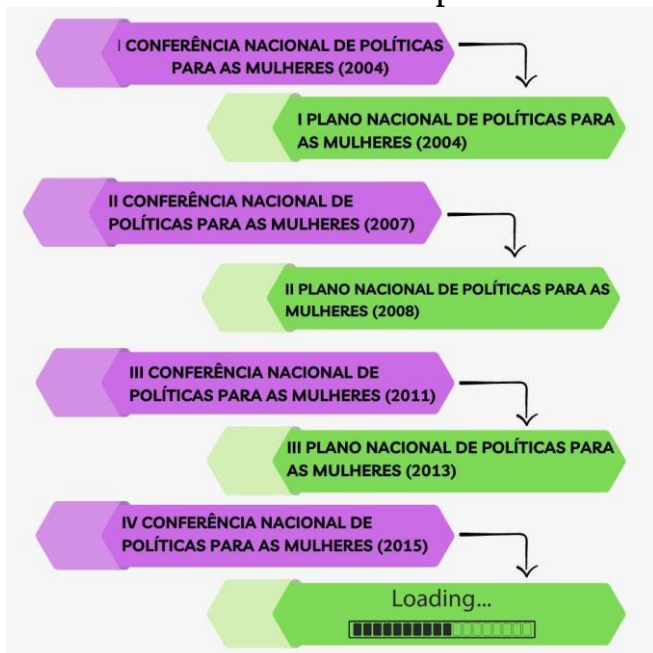 I CONFERÊNCIA NACIONAL DE POLÍTICAS
PARA AS MULHERES (2004)
I PLANO NACIONAL DE POLÍTICAS PARA
AS MULHERES (2004)
II CONFERÊNCIA NACIONAL DE
POLÍTICAS PARA AS MULHERES (2007)
II PLANO NACIONAL DE POLÍTICAS PARA AS
MULHERES (2008)
III CONFERÊNCIA NACIONAL DE
POLÍTICAS PARA AS MULHERES (2011)
III PLANO NACIONAL DE POLÍTICAS PARA
AS MULHERES (2013)
IV CONFERÊNCIA NACIONAL DE
POLÍTICAS PARA AS MULHERES (2015)
Loading...